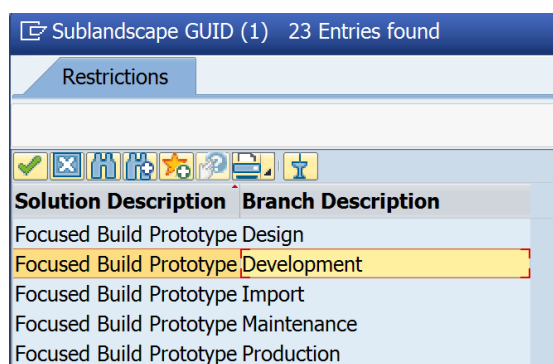 Sublandscape GUID (1) 23 Entries found
Restrictions
Solution Description Branch Description
Focused Build Prototype Design
Focused Build Prototype Development
Focused Build Prototype Import
Focused Build Prototype Maintenance
Focused Build Prototype Production